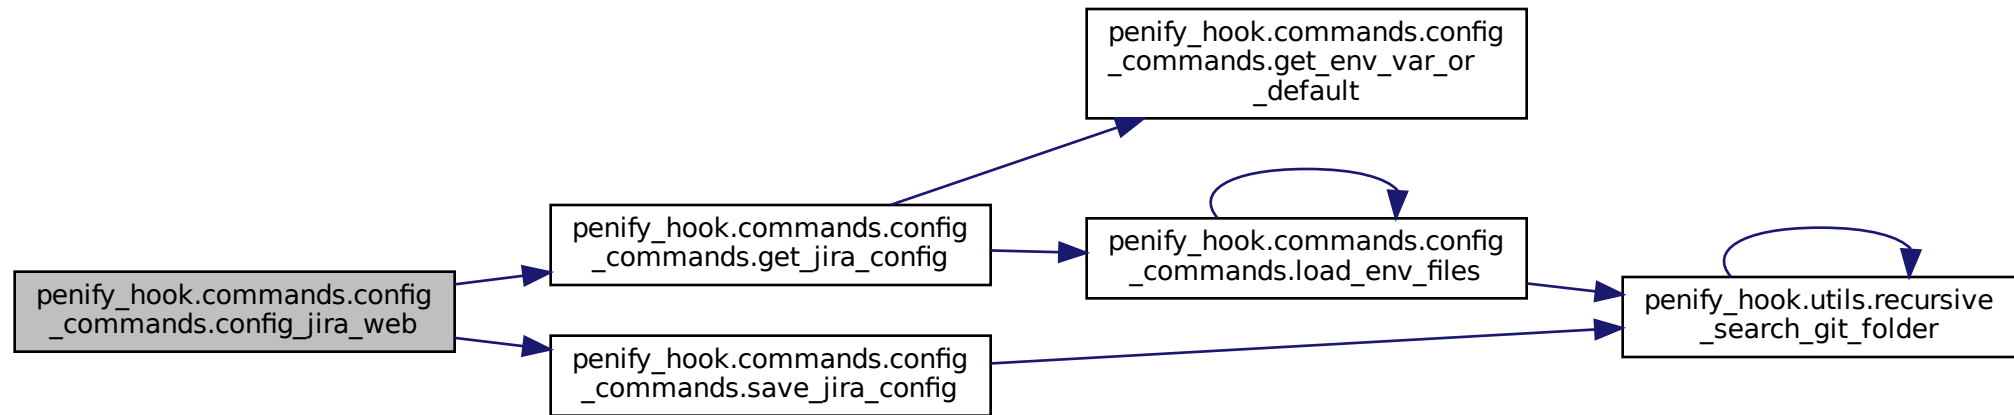 penify_hook.commands.config
_commands.get_env_var_or
_default
penify_hook.commands.config
_commands.get_jira_config
penify_hook.commands.config
_commands.load_env_files
penify_hook.commands.config
_commands.config_jira_web
penify_hook.utils.recursive
_search_git_folder
penify_hook.commands.config
_commands.save_jira_config